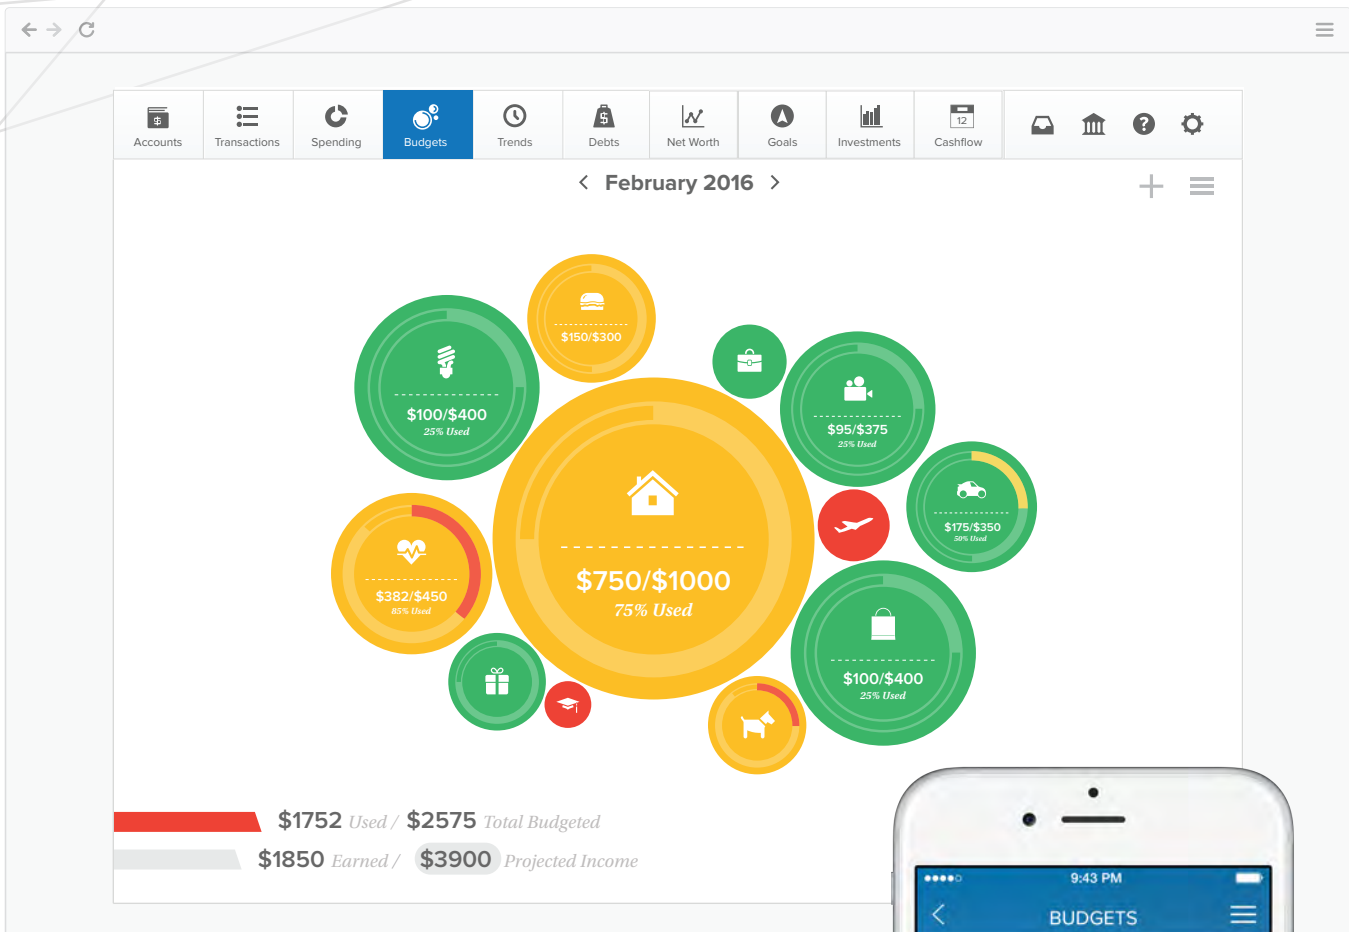 Accounts
Transactions
Spending
Budgets
Trends
Debts
Net Worth
Goals
Investments
12
Cashflow
February 2016
$150/$300
$100/$400
25% Used
$95/$375
25% Used
$175/$350
50% Used
$750/$1000
75% Used
$382/$450
85% Used
$100/$400
25% Used
$1752 Used / $2575 Total Budgeted
$1850 Earned / $3900 Projected Income
9:43 PM
BUDGETS